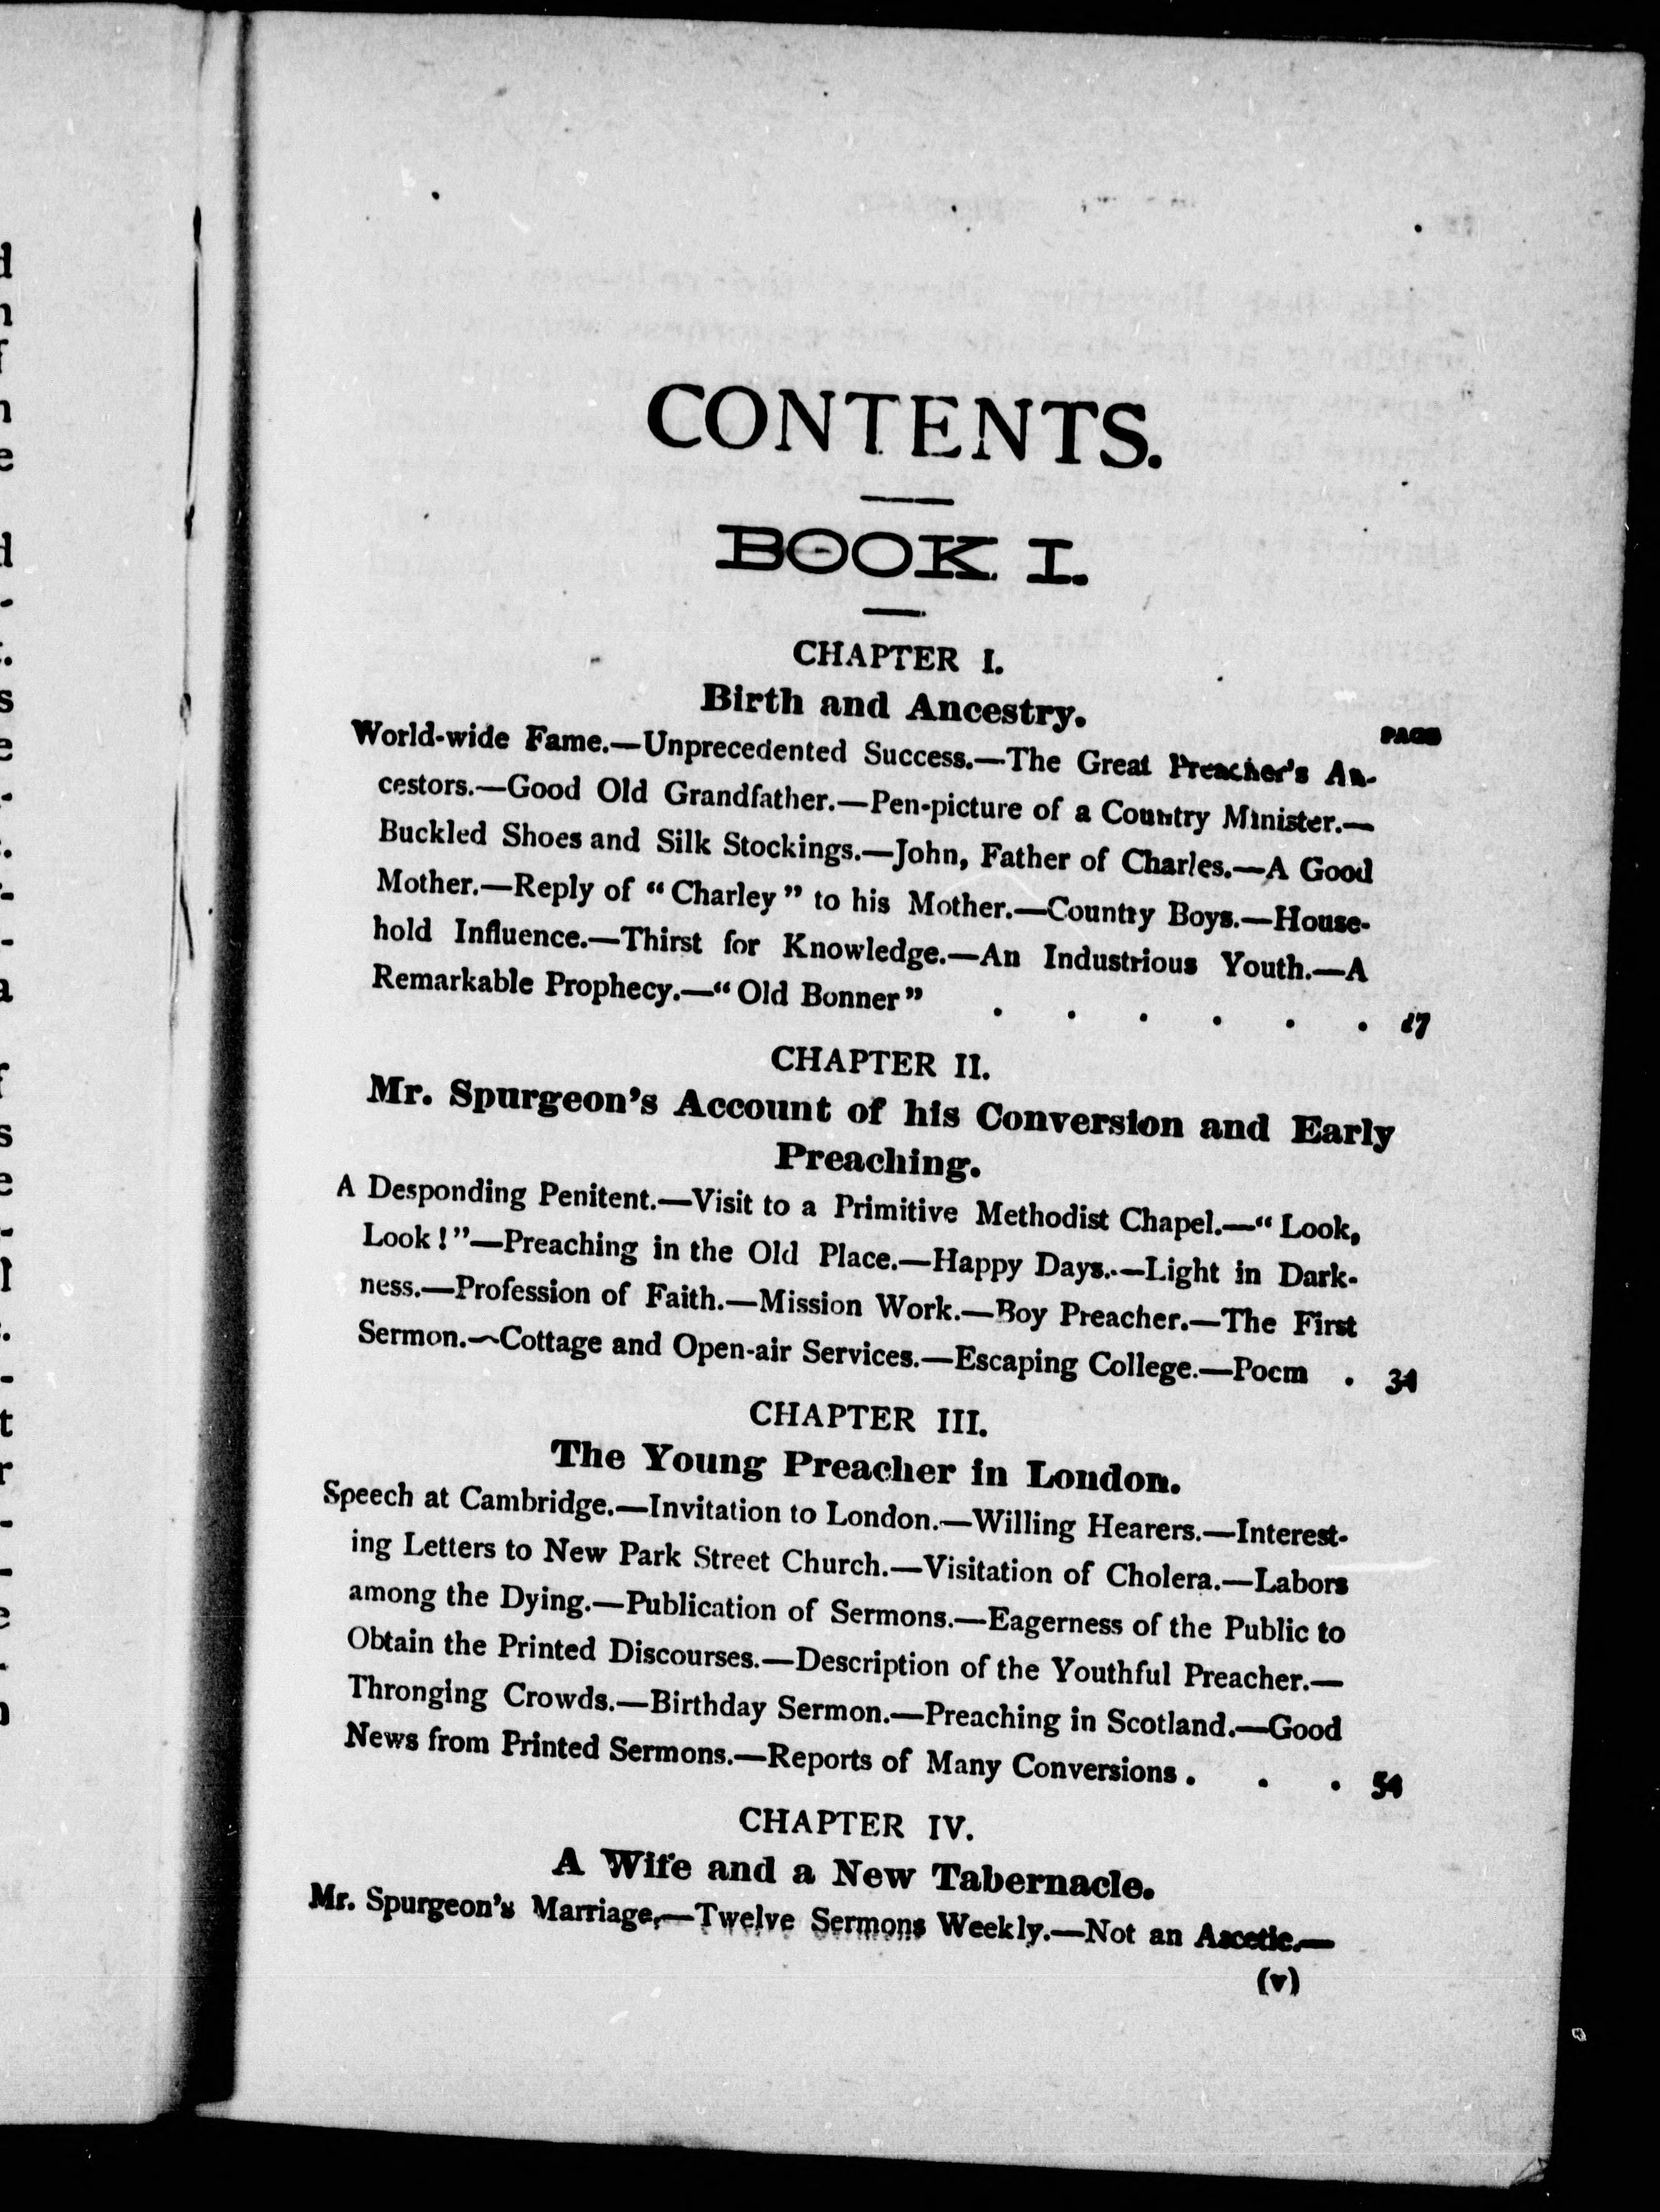 CONTENTS.
BOOK I.
CHAPTER I.
Birth and Ancestry.
PAGE
World-wide Fame.—Unprecedented Success.—The Great Preacher's An-
cestors.—Good Old Grandfather.—Pen-picture of a Country Minister.—
Buckled Shoes and Silk Stockings.—John, Father of Charles.—A Good
Mother.—Reply of "Charley" to his Mother.—Country Boys.—House-
hold Influence.—Thirst for Knowledge.—An Industrious Youth.—A
Remarkable Prophecy.—"Old Bonner" . . . . . . 17
CHAPTER II.
Mr. Spurgeon's Account of his Conversion and Early
Preaching.
A Desponding Penitent.—Visit to a Primitive Methodist Chapel.—"Look,
Look!"—Preaching in the Old Place.—Happy Days.—Light in Dark-
ness.—Profession of Faith.—Mission Work.—Boy Preacher.—The First
Sermon.—Cottage and Open-air Services.—Escaping College.—Poem . 34
CHAPTER III.
The Young Preacher in London.
Speech at Cambridge.—Invitation to London.—Willing Hearers.—Interest-
ing Letters to New Park Street Church.—Visitation of Cholera.—Labors
among the Dying.—Publication of Sermons.—Eagerness of the Public to
Obtain the Printed Discourses.—Description of the Youthful Preacher.—
Thronging Crowds.—Birthday Sermon.—Preaching in Scotland.—Good
News from Printed Sermons.—Reports of Many Conversions . . . 54
CHAPTER IV.
A Wife and a New Tabernacle.
Mr. Spurgeon's Marriage,—Twelve Sermons Weekly.—Not an Ascetic.—
(v)